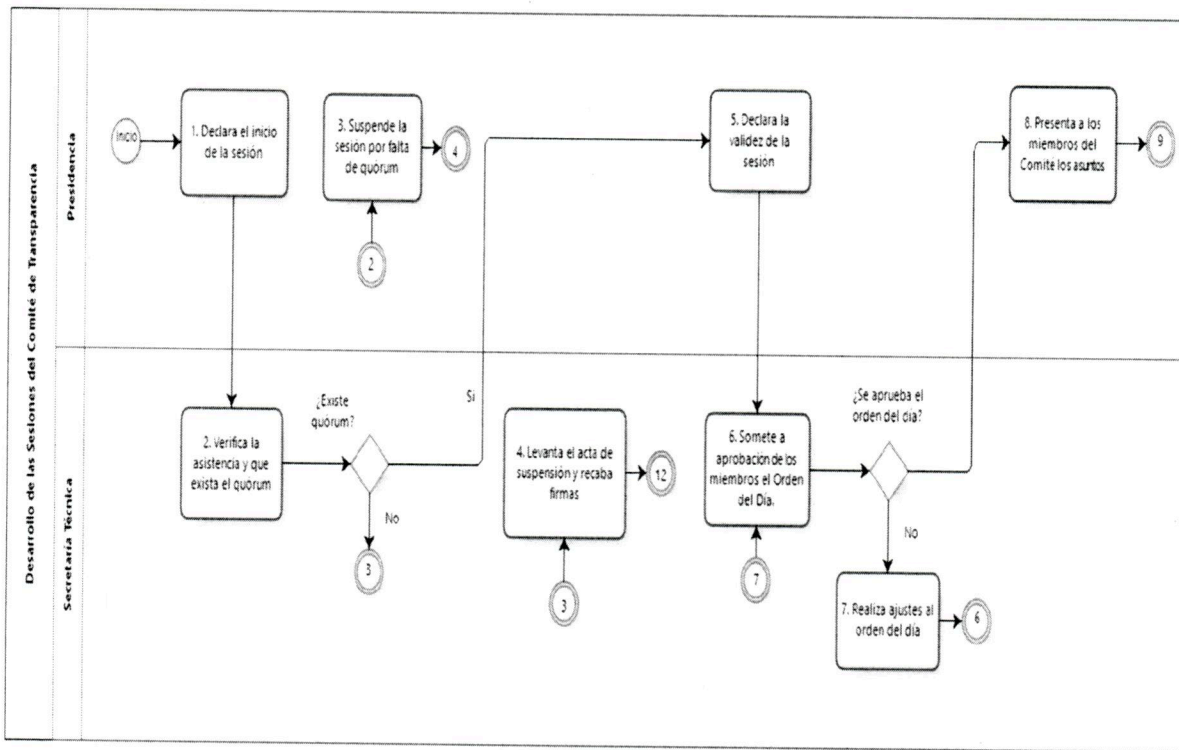 Desarrollo de las Sesiones del Comité de Transparencia
Presidencia
Inicio
1. Declara el inicio
de la sesión
3. Suspende la
sesión por falta
de quórum
4
2
5. Declara la
validez de la
sesión
8. Presenta a los
miembros del
Comité los asuntos
9
Secretaría Técnica
2. Verifica la
asistencia y que
exista el quórum
¿Existe
quórum?
Si
No
3
4. Levanta el acta de
suspensión y recaba
firmas
12
3
6. Somete a
aprobación de los
miembros el Orden
del Día.
7
¿Se aprueba el
orden del día?
No
7. Realiza ajustes al
orden del día
6